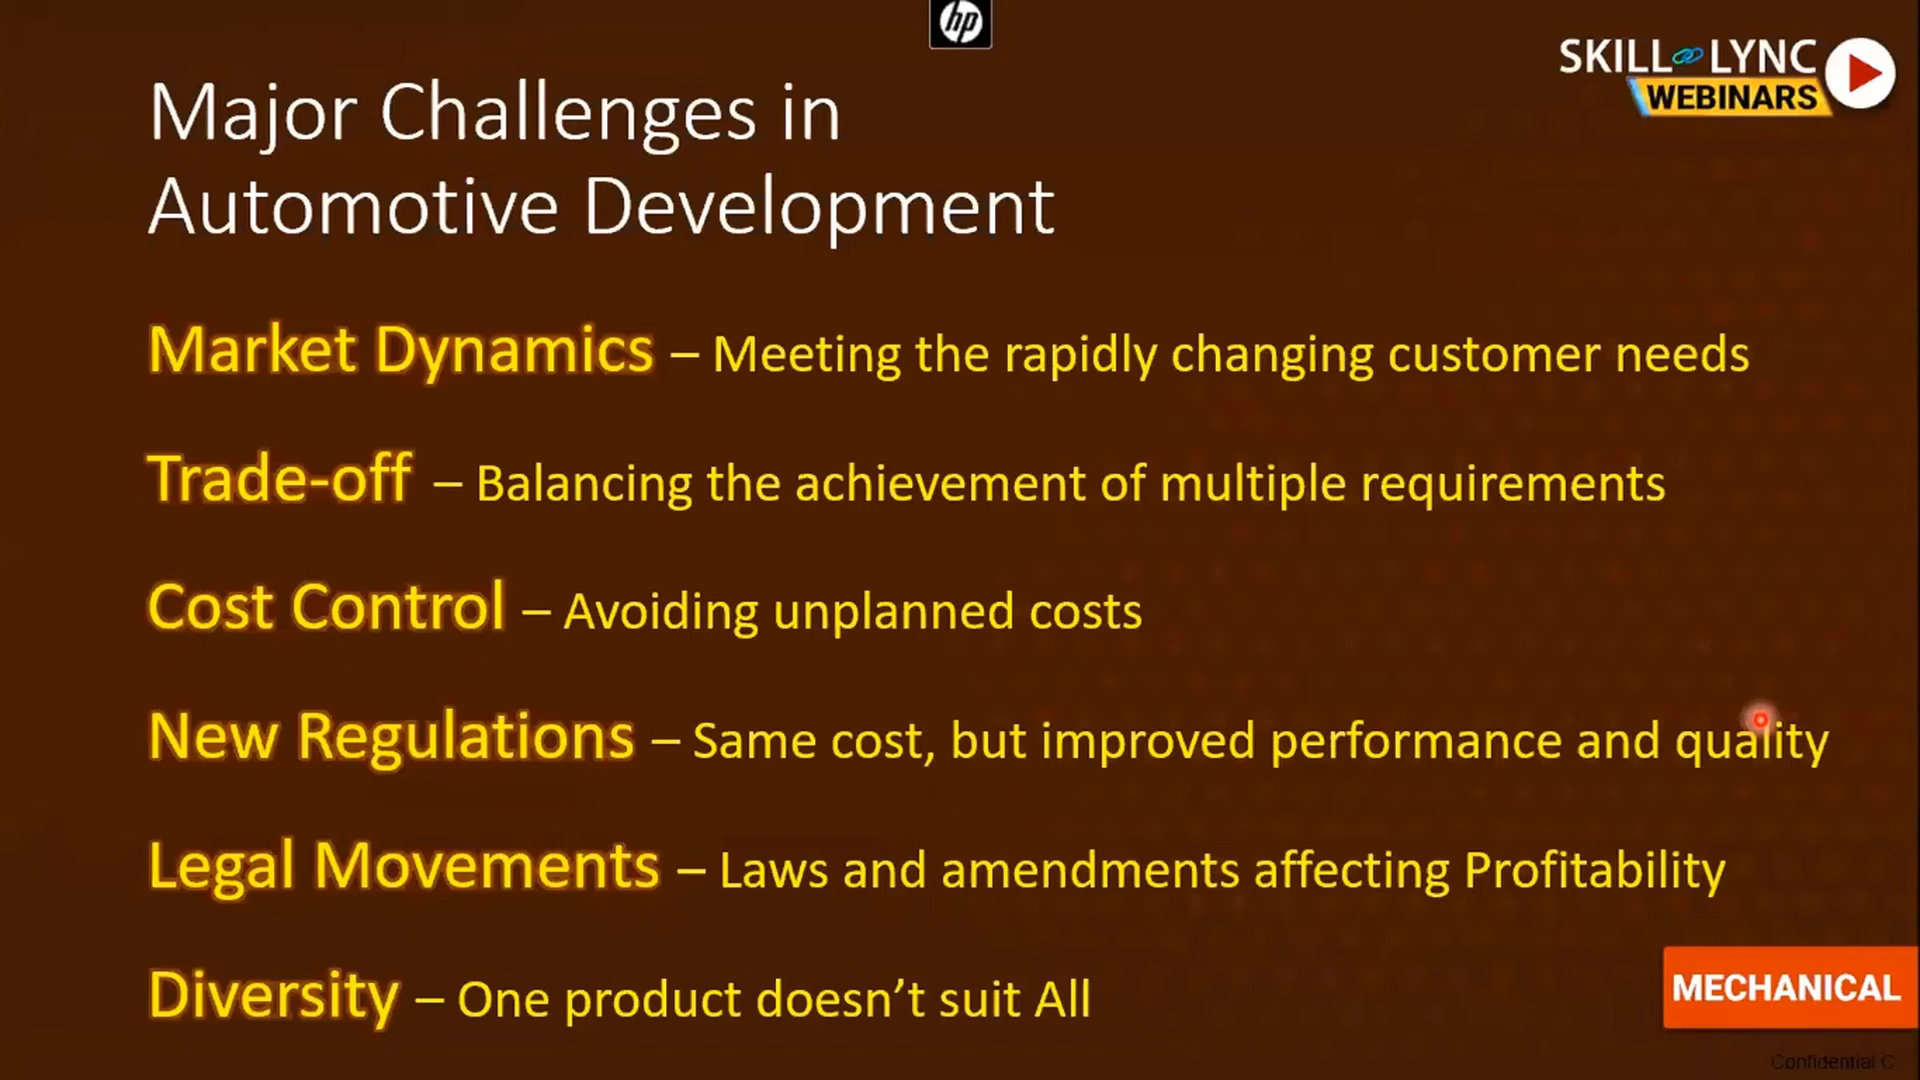 hp
SKILL LYNC
WEBINARS
Major Challenges in
Automotive Development
Market Dynamics – Meeting the rapidly changing customer needs
Trade-off – Balancing the achievement of multiple requirements
Cost Control – Avoiding unplanned costs
New Regulations – Same cost, but improved performance and quality
Legal Movements – Laws and amendments affecting Profitability
Diversity – One product doesn’t suit All
MECHANICAL
Confidential C